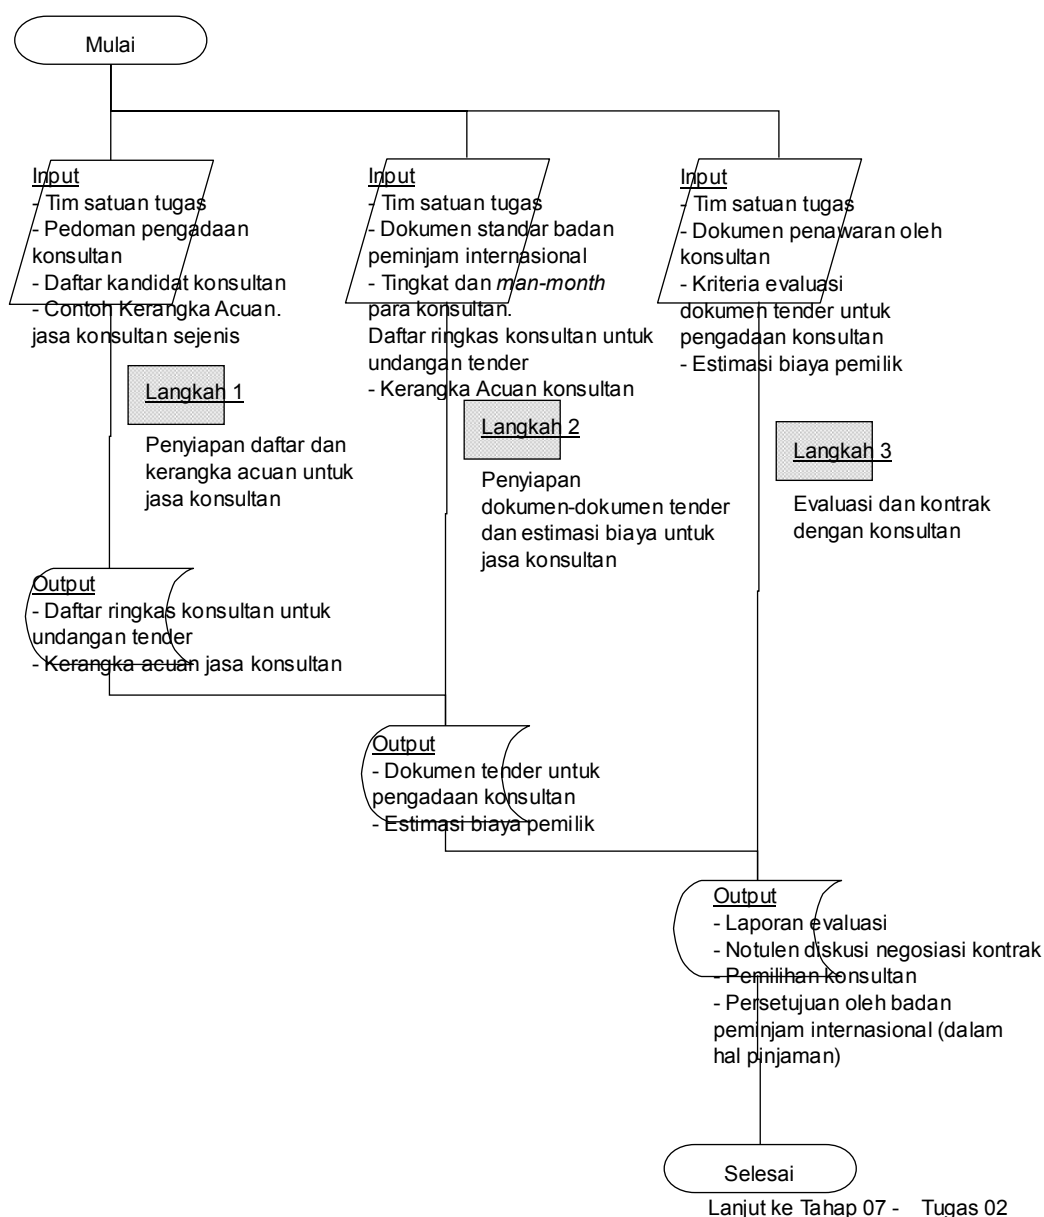 Mulai
Input
- Tim satuan tugas
- Pedoman pengadaan
konsultan
- Daftar kandidat konsultan
- Contoh Kerangka Acuan.
jasa konsultan sejenis
Input
- Tim satuan tugas
- Dokumen standar badan
peminjam internasional
- Tingkat dan man-month
para konsultan.
Daftar ringkas konsultan untuk
undangan tender
- Kerangka Acuan konsultan
Input
- Tim satuan tugas
- Dokumen penawaran oleh
konsultan
- Kriteria evaluasi
dokumen tender untuk
pengadaan konsultan
- Estimasi biaya pemilik
Langkah 1
Penyiapan daftar dan
kerangka acuan untuk
jasa konsultan
Langkah 2
Penyiapan
dokumen-dokumen tender
dan estimasi biaya untuk
jasa konsultan
Langkah 3
Evaluasi dan kontrak
dengan konsultan
Output
- Daftar ringkas konsultan untuk
undangan tender
- Kerangka acuan jasa konsultan
Output
- Dokumen tender untuk
pengadaan konsultan
- Estimasi biaya pemilik
Output
- Laporan evaluasi
- Notulen diskusi negosiasi kontrak
- Pemilihan konsultan
- Persetujuan oleh badan
peminjam internasional (dalam
hal pinjaman)
Selesai
Lanjut ke Tahap 07 - Tugas 02